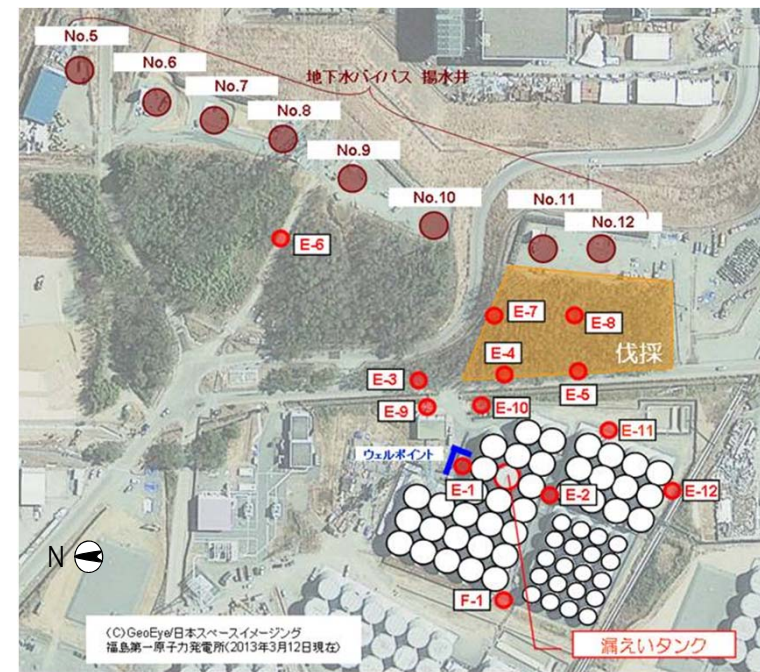 No.5
No.6
No.7
No.8
No.9
No.10
No.11
No.12
地下水バイパス 揚水井
E-6
E-7
E-8
伐採
E-4
E-3
E-5
E-9
E-10
E-11
ウェルポイント
E-1
E-2
E-12
N
F-1
(C)GeoEye/日本スペースイメージング
福島第一原子力発電所(2013年3月12日現在)
漏えいタンク